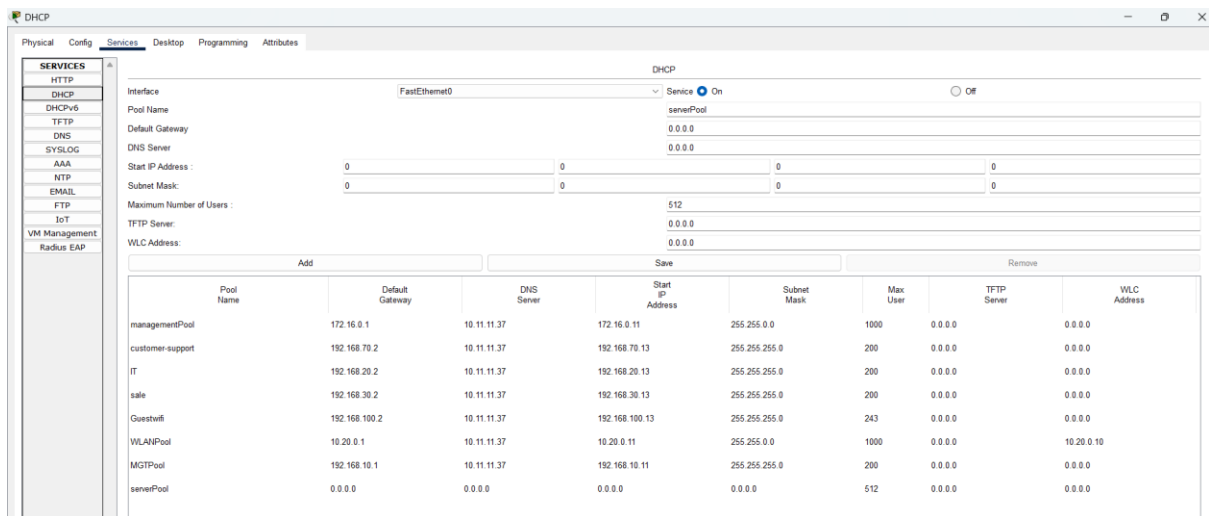 DHCP
Physical Config Services Desktop Programming Attributes
SERVICES
HTTP
DHCP
DHCPv6
TFTP
DNS
SYSLOG
AAA
NTP
EMAIL
FTP
IoT
VM Management
Radius EAP
DHCP
Interface FastEthernet0 Service On Off
Pool Name serverPool
Default Gateway 0.0.0.0
DNS Server 0.0.0.0
Start IP Address : 0 0 0 0
Subnet Mask: 0 0 0 0
Maximum Number of Users : 512
TFTP Server: 0.0.0.0
WLC Address: 0.0.0.0
Add Save Remove
Pool Name Default Gateway DNS Server Start IP Address Subnet Mask Max User TFTP Server WLC Address
managementPool 172.16.0.1 10.11.11.37 172.16.0.11 255.255.0.0 1000 0.0.0.0 0.0.0.0
customer-support 192.168.70.2 10.11.11.37 192.168.70.13 255.255.255.0 200 0.0.0.0 0.0.0.0
IT 192.168.20.2 10.11.11.37 192.168.20.13 255.255.255.0 200 0.0.0.0 0.0.0.0
sale 192.168.30.2 10.11.11.37 192.168.30.13 255.255.255.0 200 0.0.0.0 0.0.0.0
Guestwifi 192.168.100.2 10.11.11.37 192.168.100.13 255.255.255.0 243 0.0.0.0 0.0.0.0
WLANPool 10.20.0.1 10.11.11.37 10.20.0.11 255.255.0.0 1000 0.0.0.0 10.20.0.10
MGTPool 192.168.10.1 10.11.11.37 192.168.10.11 255.255.255.0 200 0.0.0.0 0.0.0.0
serverPool 0.0.0.0 0.0.0.0 0.0.0.0 0.0.0.0 512 0.0.0.0 0.0.0.0